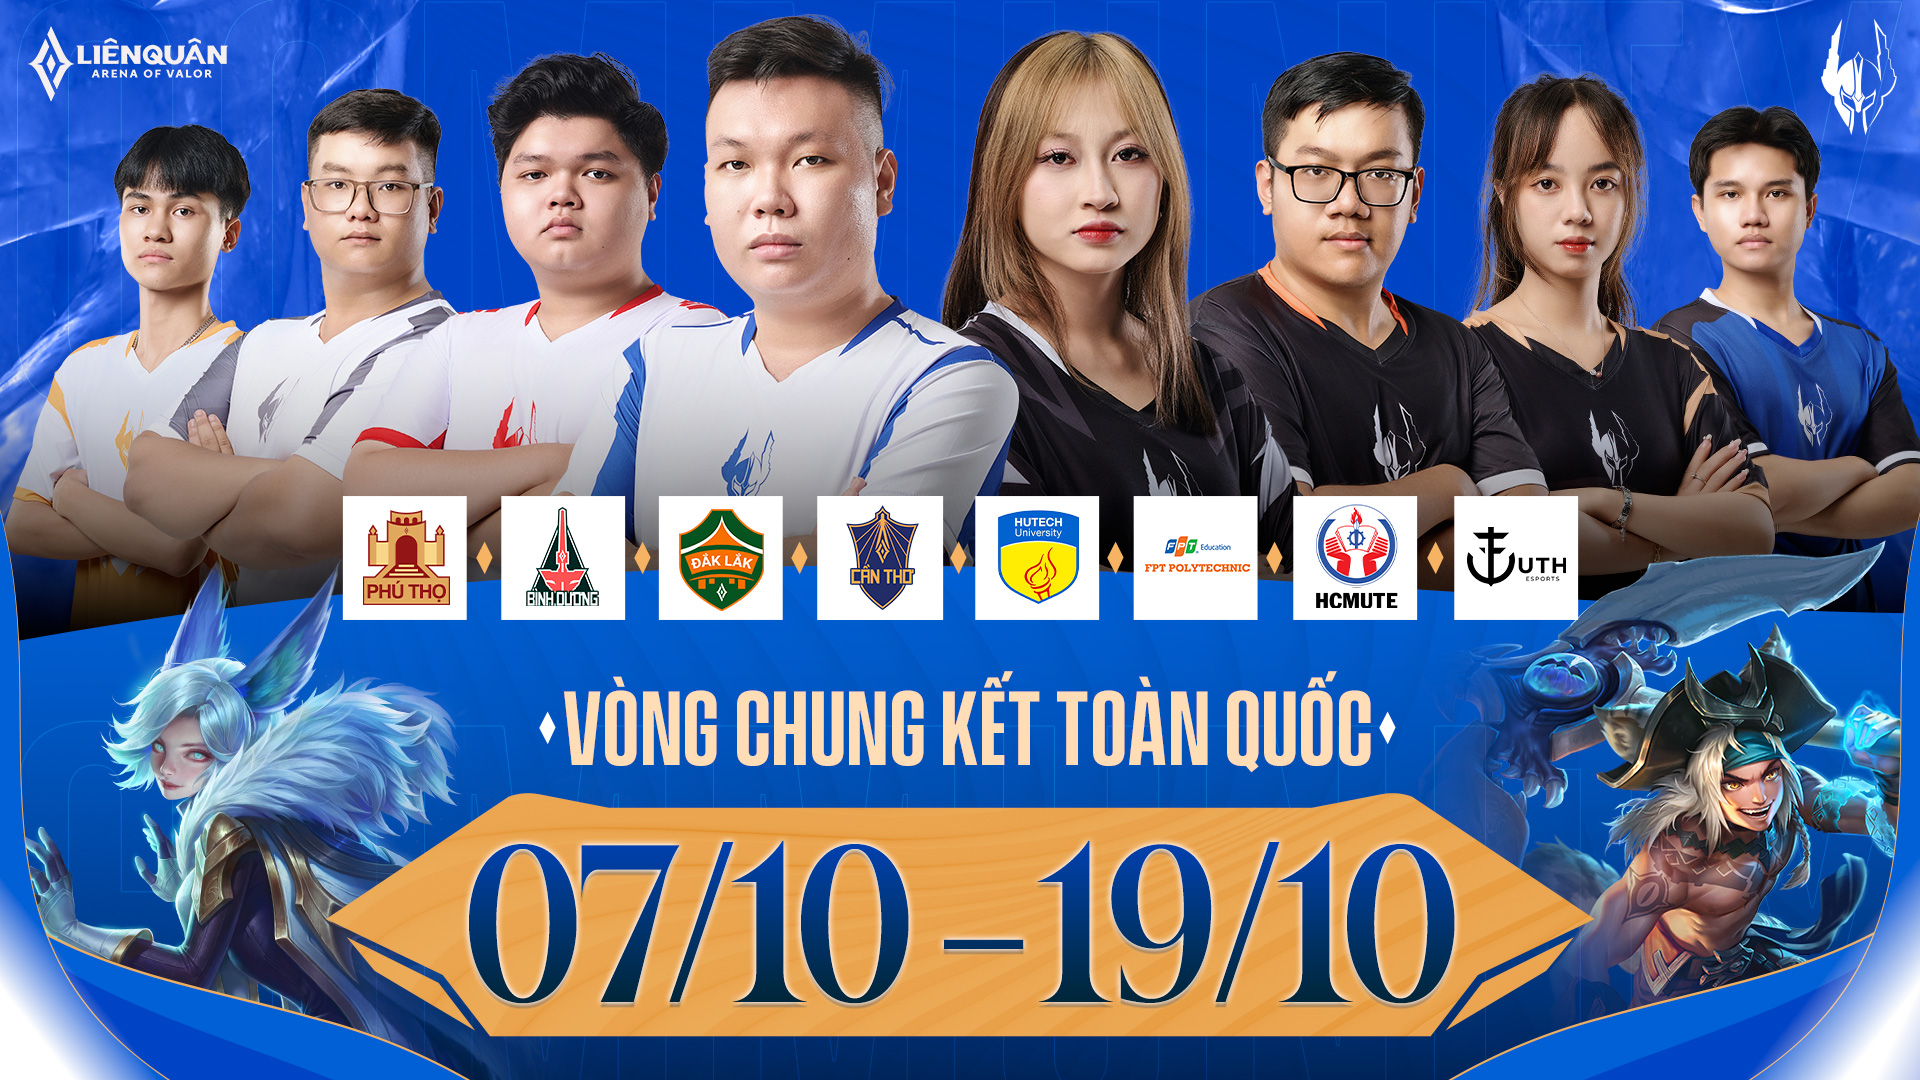 LIÊNQUÂN
ARENA OF VALOR
PHÚ THỌ
BÌNH DƯƠNG
ĐẮK LẮK
CẦN THƠ
HUTECH
University
FPT Education
FPT POLYTECHNIC
HCMUTE
UTH
ESPORTS
VÒNG CHUNG KẾT TOÀN QUỐC
07/10 – 19/10